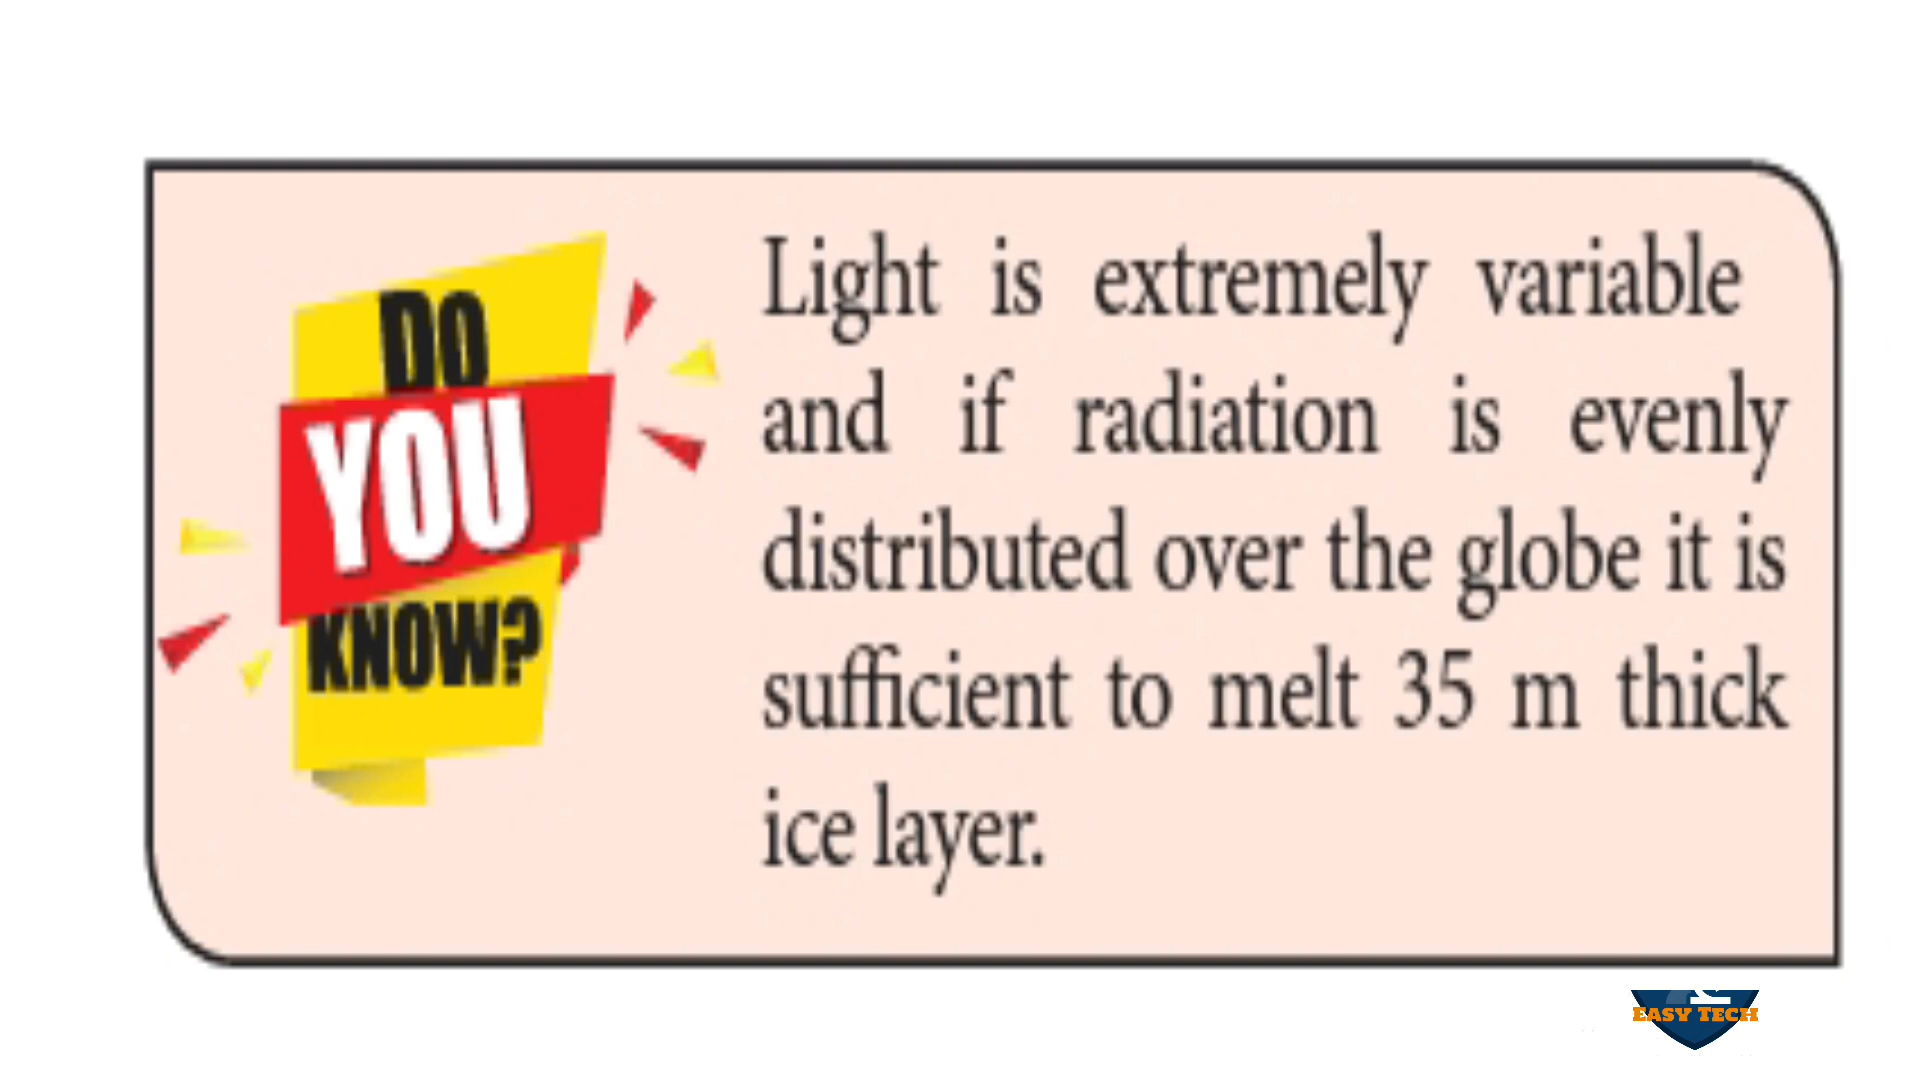 DO
YOU
KNOW?
Light is extremely variable
and if radiation is evenly
distributed over the globe it is
sufficient to melt 35 m thick
ice layer.
EASY TECH